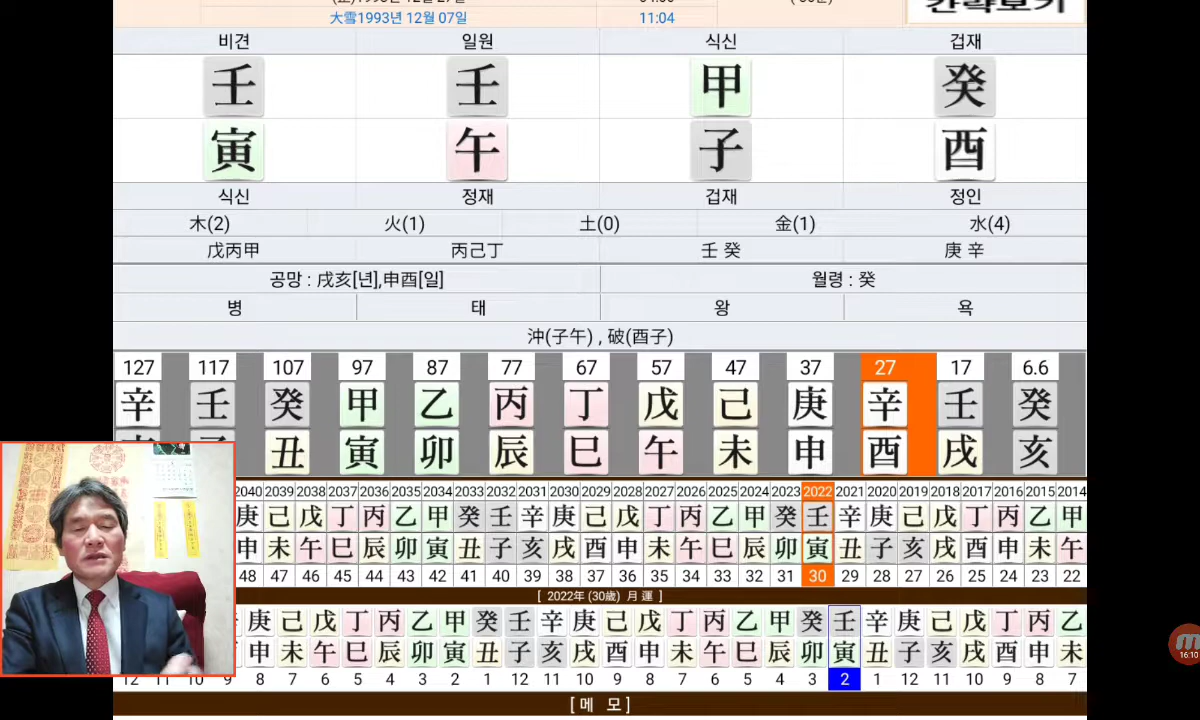 大雪1993년 12월 07일 11:04
비견 일원 식신 겁재
壬 壬 甲 癸
寅 午 子 酉
식신 정재 겁재 정인
木(2) 火(1) 土(0) 金(1) 水(4)
戊丙甲 丙己丁 壬 癸 庚 辛
공망 : 戌亥[년],申酉[일] 월령 : 癸
병 태 왕 욕
沖(子午) , 破(酉子)
127 117 107 97 87 77 67 57 47 37 27 17 6.6
辛 壬 癸 甲 乙 丙 丁 戊 己 庚 辛 壬 癸
丑 寅 卯 辰 巳 午 未 申 酉 戌 亥
2040 2039 2038 2037 2036 2035 2034 2033 2032 2031 2030 2029 2028 2027 2026 2025 2024 2023 2022 2021 2020 2019 2018 2017 2016 2015 2014
庚 己 戊 丁 丙 乙 甲 癸 壬 辛 庚 己 戊 丁 丙 乙 甲 癸 壬 辛 庚 己 戊 丁 丙 乙 甲
申 未 午 巳 辰 卯 寅 丑 子 亥 戌 酉 申 未 午 巳 辰 卯 寅 丑 子 亥 戌 酉 申 未 午
48 47 46 45 44 43 42 41 40 39 38 37 36 35 34 33 32 31 30 29 28 27 26 25 24 23 22
[ 2022年 (30歲) 月 運 ]
庚 己 戊 丁 丙 乙 甲 癸 壬 辛 庚 己 戊 丁 丙 乙 甲 癸 壬 辛 庚 己 戊 丁 丙 乙
申 未 午 巳 辰 卯 寅 丑 子 亥 戌 酉 申 未 午 巳 辰 卯 寅 丑 子 亥 戌 酉 申 未
12 11 10 9 8 7 6 5 4 3 2 1 12 11 10 9 8 7 6 5 4 3 2 1 12 11 10 9 8 7
[ 메 모 ]
16:10